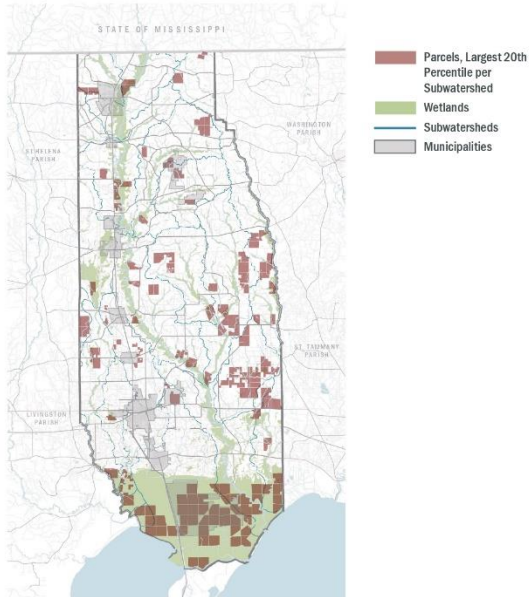 STATE OF MISSISSIPPI
WASHINGTON
PARISH
ST HELENA
PARISH
ST. TAMMANY
PARISH
LIVINGSTON
PARISH
Parcels, Largest 20th
Percentile per
Subwatershed
Wetlands
Subwatersheds
Municipalities